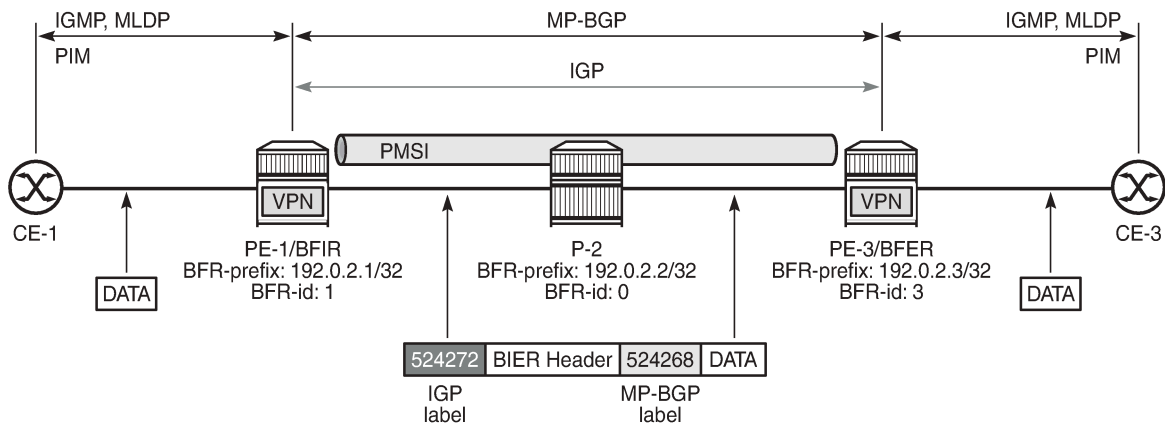 IGMP, MLDP
MP-BGP
IGMP, MLDP
PIM
PIM
IGP
PMSI
VPN
VPN
CE-1
PE-1/BFIR
BFR-prefix: 192.0.2.1/32
BFR-id: 1
P-2
BFR-prefix: 192.0.2.2/32
BFR-id: 0
PE-3/BFER
BFR-prefix: 192.0.2.3/32
BFR-id: 3
CE-3
DATA
DATA
524272 BIER Header 524268 DATA
IGP
label
MP-BGP
label